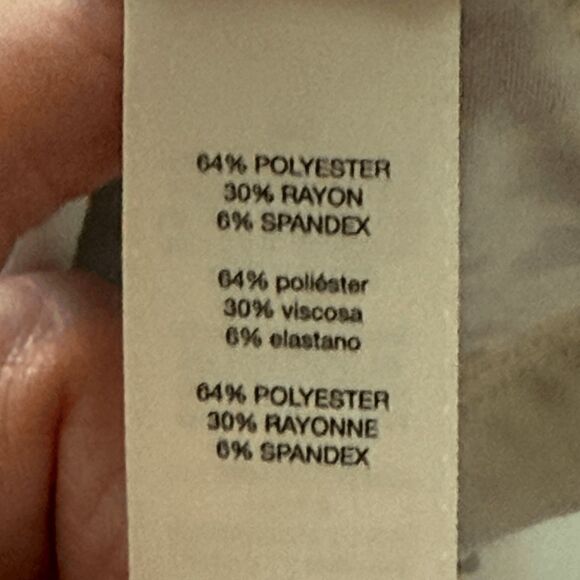 64% POLYESTER
30% RAYON
6% SPANDEX
64% poliéster
30% viscosa
6% elastano
64% POLYESTER
30% RAYONNE
6% SPANDEX